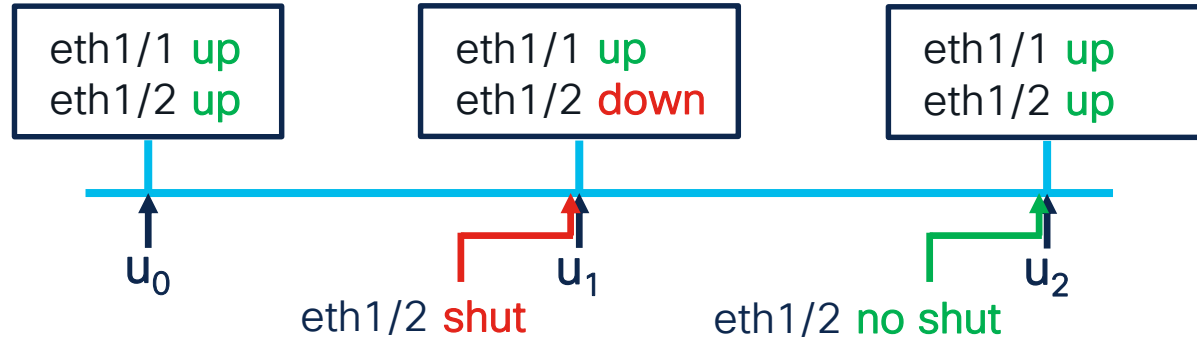 eth1/1 up
eth1/2 up
eth1/1 up
eth1/2 down
eth1/1 up
eth1/2 up
u₀
u₁
u₂
eth1/2 shut
eth1/2 no shut